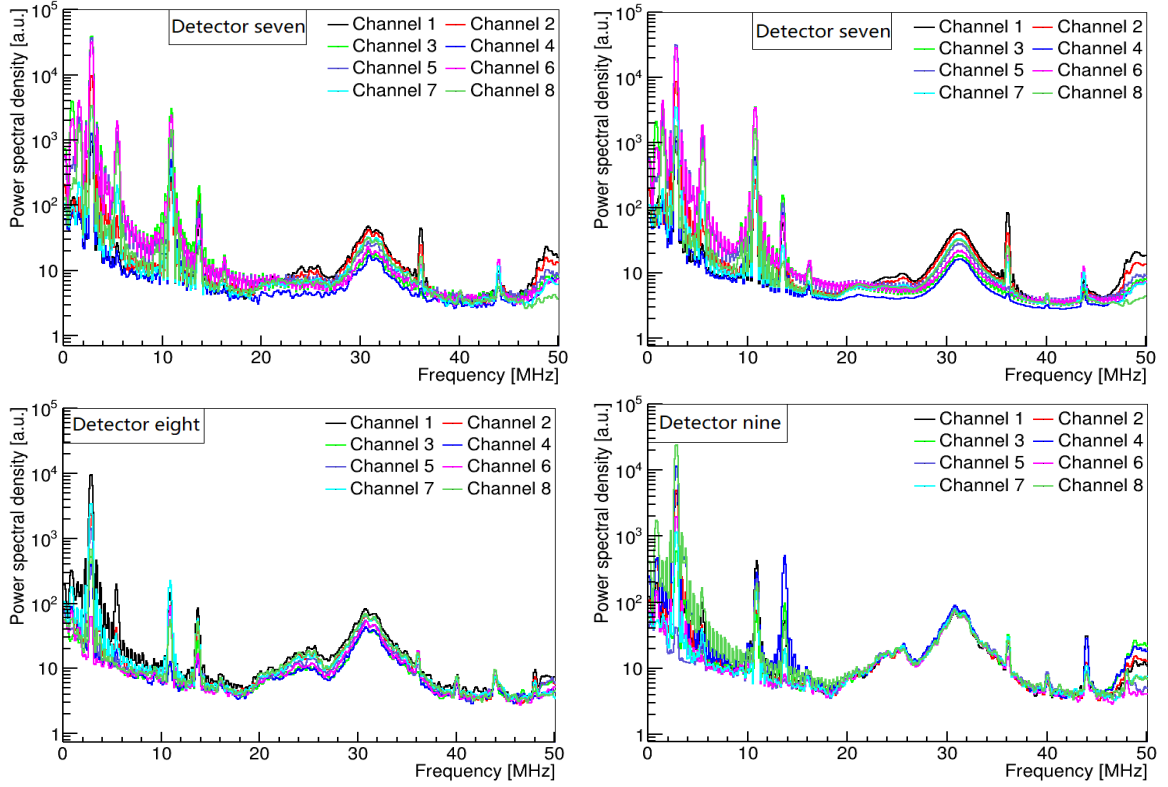 Detector seven
Channel 1 Channel 2
Channel 3 Channel 4
Channel 5 Channel 6
Channel 7 Channel 8
Power spectral density [a.u.]
10^5
10^4
10^3
10^2
10
1
0 10 20 30 40 50
Frequency [MHz]
Detector seven
Channel 1 Channel 2
Channel 3 Channel 4
Channel 5 Channel 6
Channel 7 Channel 8
Power spectral density [a.u.]
10^5
10^4
10^3
10^2
10
1
0 10 20 30 40 50
Frequency [MHz]
Detector eight
Channel 1 Channel 2
Channel 3 Channel 4
Channel 5 Channel 6
Channel 7 Channel 8
Power spectral density [a.u.]
10^5
10^4
10^3
10^2
10
1
0 10 20 30 40 50
Frequency [MHz]
Detector nine
Channel 1 Channel 2
Channel 3 Channel 4
Channel 5 Channel 6
Channel 7 Channel 8
Power spectral density [a.u.]
10^5
10^4
10^3
10^2
10
1
0 10 20 30 40 50
Frequency [MHz]